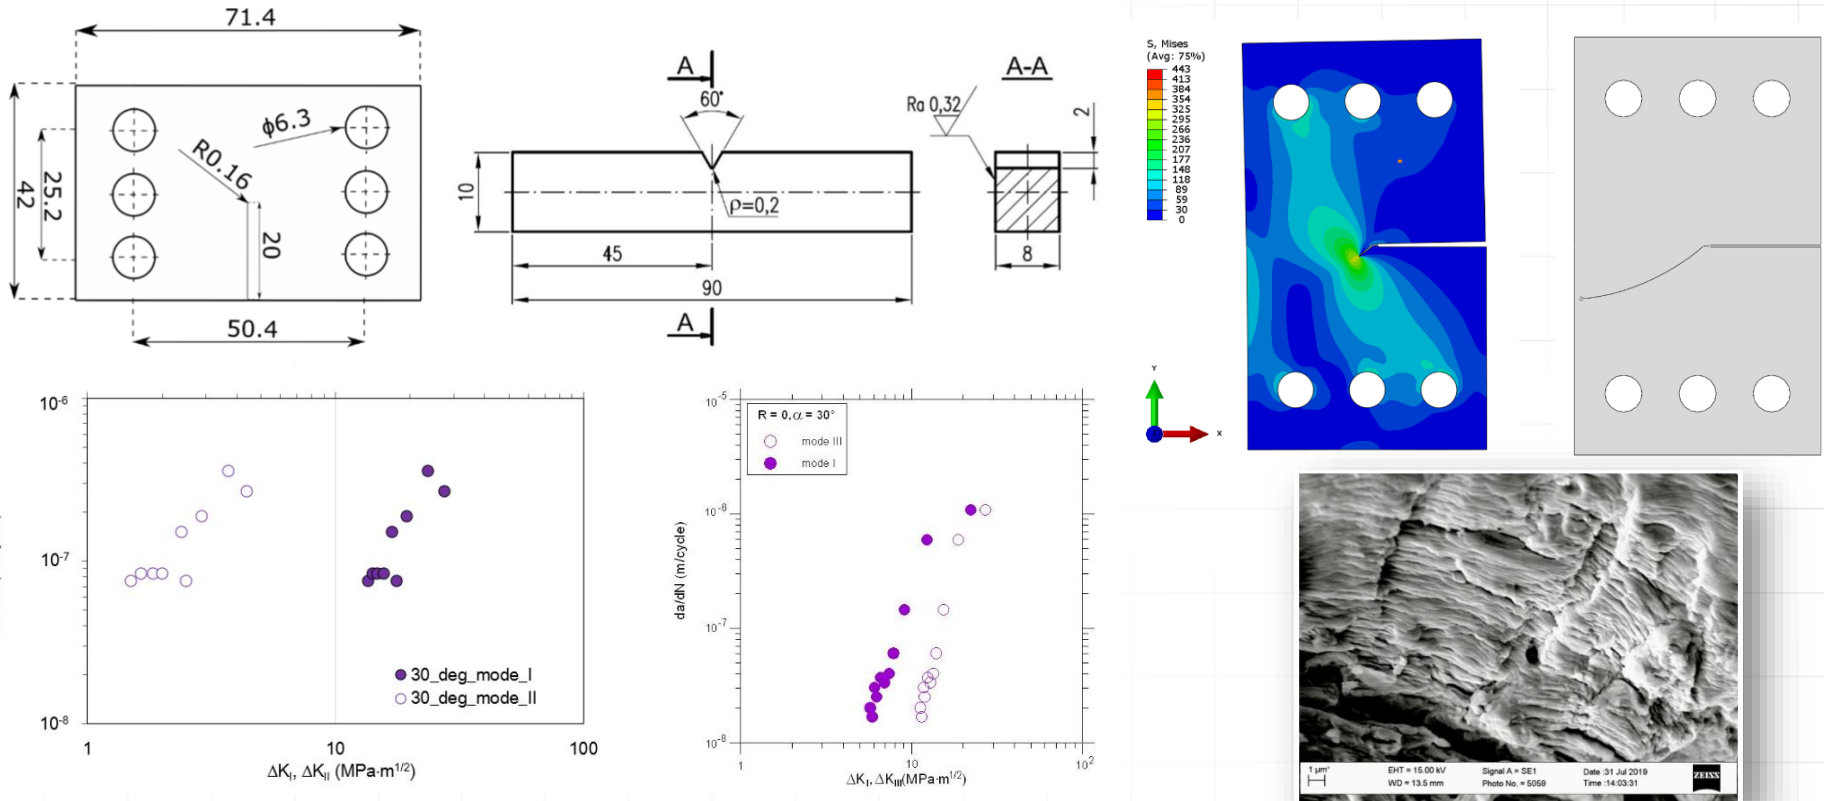 71.4
42
25.2
R0.16
ϕ6.3
20
50.4
A
60°
10
ρ=0,2
45
90
A
A-A
Ra 0,32
2
8
S, Mises
(Avg: 75%)
443
413
384
354
325
295
266
236
207
177
148
118
89
59
30
0
Y
X
10⁻⁶
10⁻⁷
10⁻⁸
1
10
100
30_deg_mode_I
30_deg_mode_II
ΔK_I, ΔK_II (MPa·m^1/2)
10⁻⁵
10⁻⁶
10⁻⁷
10⁻⁸
R = 0, α = 30°
mode III
mode I
da/dN (m/cycle)
1
10
10²
ΔK_I, ΔK_III(MPa·m^1/2)
1 µm
EHT = 15.00 kV
Signal A = SE1
Date :31 Jul 2019
WD = 13.5 mm
Photo No. = 5059
Time :14:03:31
ZEISS